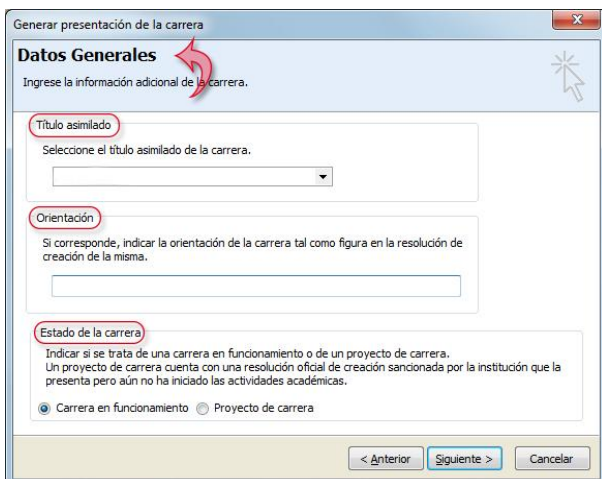 Generar presentación de la carrera
Datos Generales
Ingrese la información adicional de la carrera.
Título asimilado
Seleccione el título asimilado de la carrera.
Orientación
Si corresponde, indicar la orientación de la carrera tal como figura en la resolución de
creación de la misma.
Estado de la carrera
Indicar si se trata de una carrera en funcionamiento o de un proyecto de carrera.
Un proyecto de carrera cuenta con una resolución oficial de creación sancionada por la institución que la
presenta pero aún no ha iniciado las actividades académicas.
Carrera en funcionamiento Proyecto de carrera
< Anterior Siguiente > Cancelar